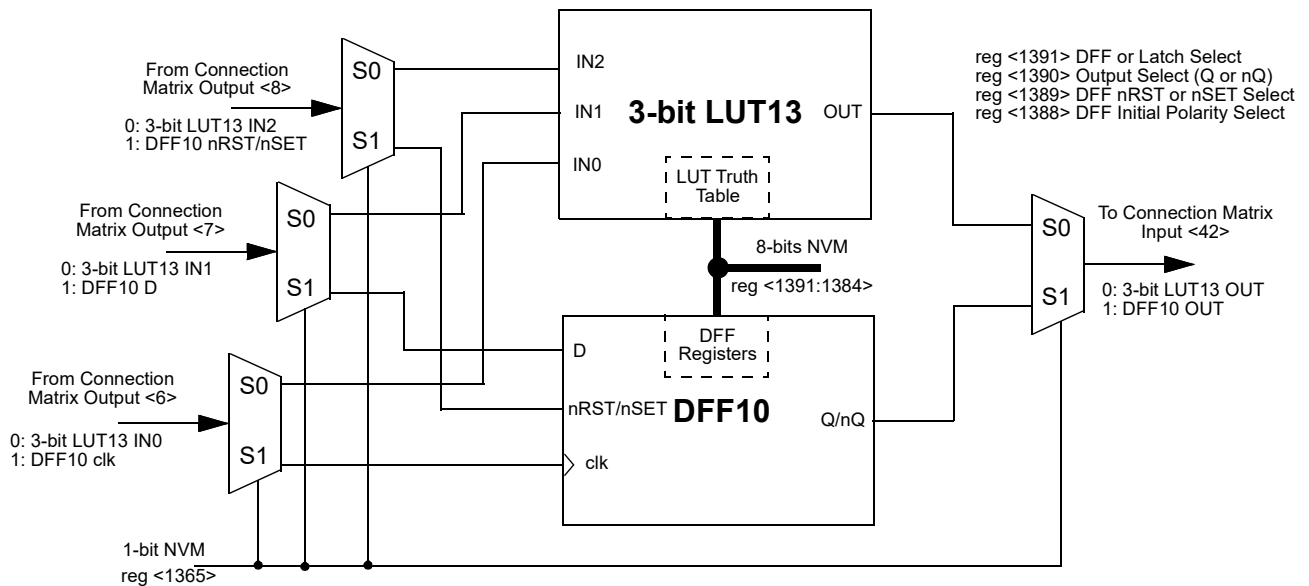 From Connection
Matrix Output <8>
0: 3-bit LUT13 IN2
1: DFF10 nRST/nSET
S0
S1
From Connection
Matrix Output <7>
0: 3-bit LUT13 IN1
1: DFF10 D
S0
S1
From Connection
Matrix Output <6>
0: 3-bit LUT13 IN0
1: DFF10 clk
S0
S1
1-bit NVM
reg <1365>
IN2
IN1
IN0
3-bit LUT13
OUT
LUT Truth
Table
8-bits NVM
reg <1391:1384>
DFF
Registers
D
nRST/nSET
clk
DFF10
Q/nQ
reg <1391> DFF or Latch Select
reg <1390> Output Select (Q or nQ)
reg <1389> DFF nRST or nSET Select
reg <1388> DFF Initial Polarity Select
S0
S1
To Connection Matrix
Input <42>
0: 3-bit LUT13 OUT
1: DFF10 OUT